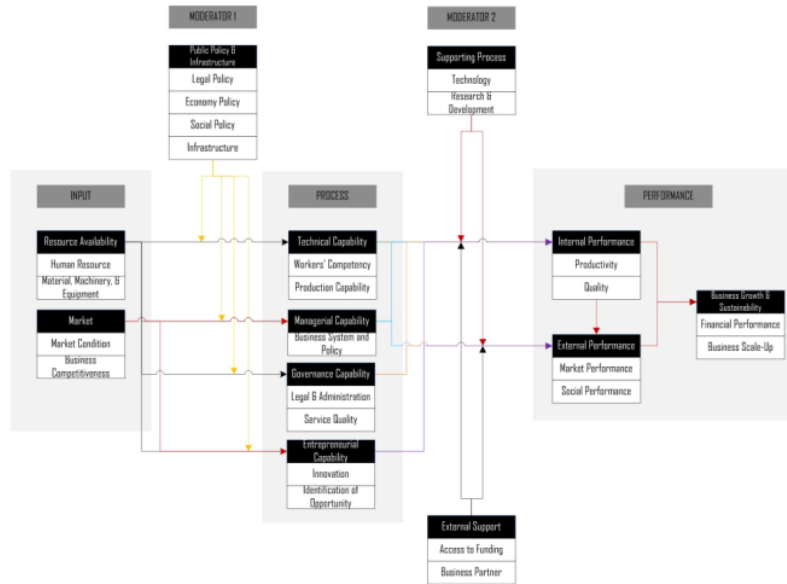 MODERATOR 1
MODERATOR 2
Public Policy &
Infrastructure
Legal Policy
Economy Policy
Social Policy
Infrastructure
Supporting Process
Technology
Research &
Development
INPUT
PROCESS
PERFORMANCE
Resource Availability
Human Resource
Material, Machinery, &
Equipment
Market
Market Condition
Business
Competitiveness
Technical Capability
Workers' Competency
Production Capability
Managerial Capability
Business System and
Policy
Governance Capability
Legal & Administration
Service Quality
Entrepreneurial
Capability
Innovation
Identification of
Opportunity
Internal Performance
Productivity
Quality
External Performance
Market Performance
Social Performance
Business Growth &
Sustainability
Financial Performance
Business Scale-Up
External Support
Access to Funding
Business Partner